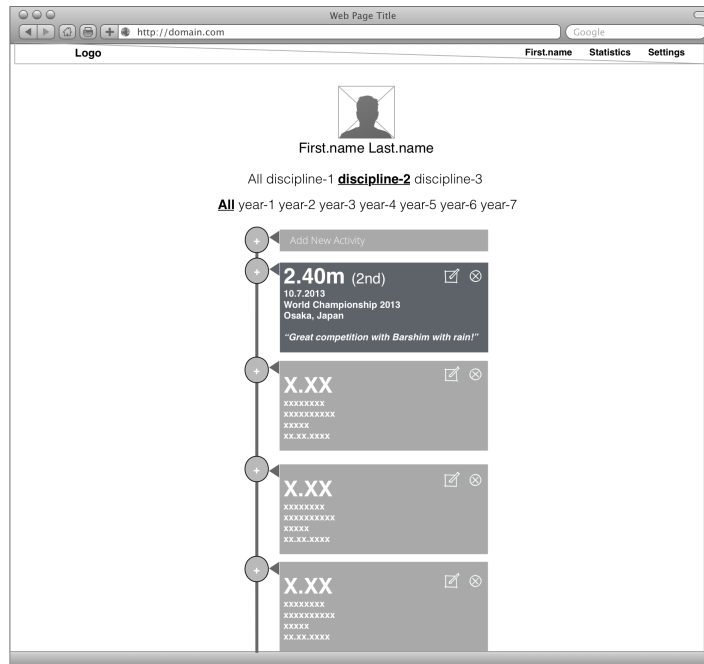 Web Page Title
http://domain.com
Google
Logo
First.name Statistics Settings
First.name Last.name
All discipline-1 discipline-2 discipline-3
All year-1 year-2 year-3 year-4 year-5 year-6 year-7
+ Add New Activity
+
2.40m (2nd)
10.7.2013
World Championship 2013
Osaka, Japan
“Great competition with Barshim with rain!”
+
X.XX
xxxxxxxx
xxxxxxxxxx
xxxxx
xx.xx.xxxx
+
X.XX
xxxxxxxx
xxxxxxxxxx
xxxxx
xx.xx.xxxx
+
X.XX
xxxxxxxx
xxxxxxxxxx
xxxxx
xx.xx.xxxx